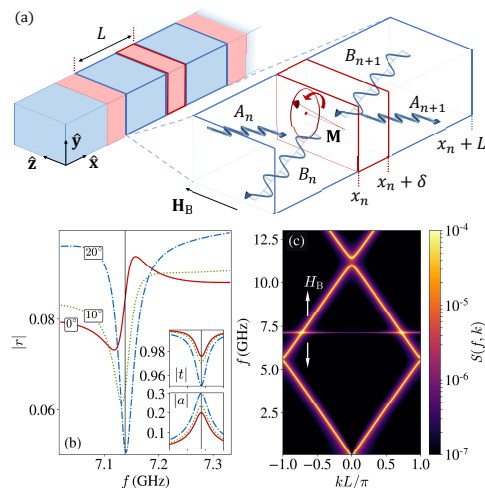 (a)
L
ŷ
ẑ
x̂
H_B
A_n
B_n
M
B_{n+1}
A_{n+1}
x_n
x_n + δ
x_n + L
(b)
|r|
0.08
0.06
20°
10°
0°
|t|
0.98
0.96
|a|
0.3
0.2
0.1
7.1
7.2
7.3
f (GHz)
(c)
H_B
f (GHz)
12.5
10.0
7.5
5.0
2.5
-1.0
-0.5
0.0
0.5
1.0
kL/π
10^{-4}
10^{-5}
10^{-6}
10^{-7}
S(f, k)